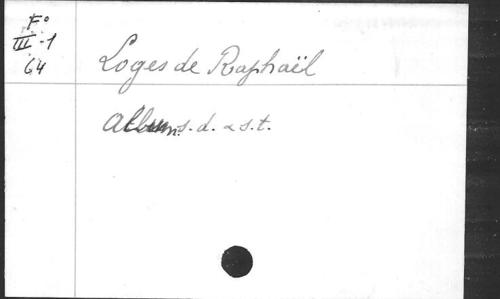 F°
III-1
64
Loges de Raphaël
Album. s.d. & s.t.